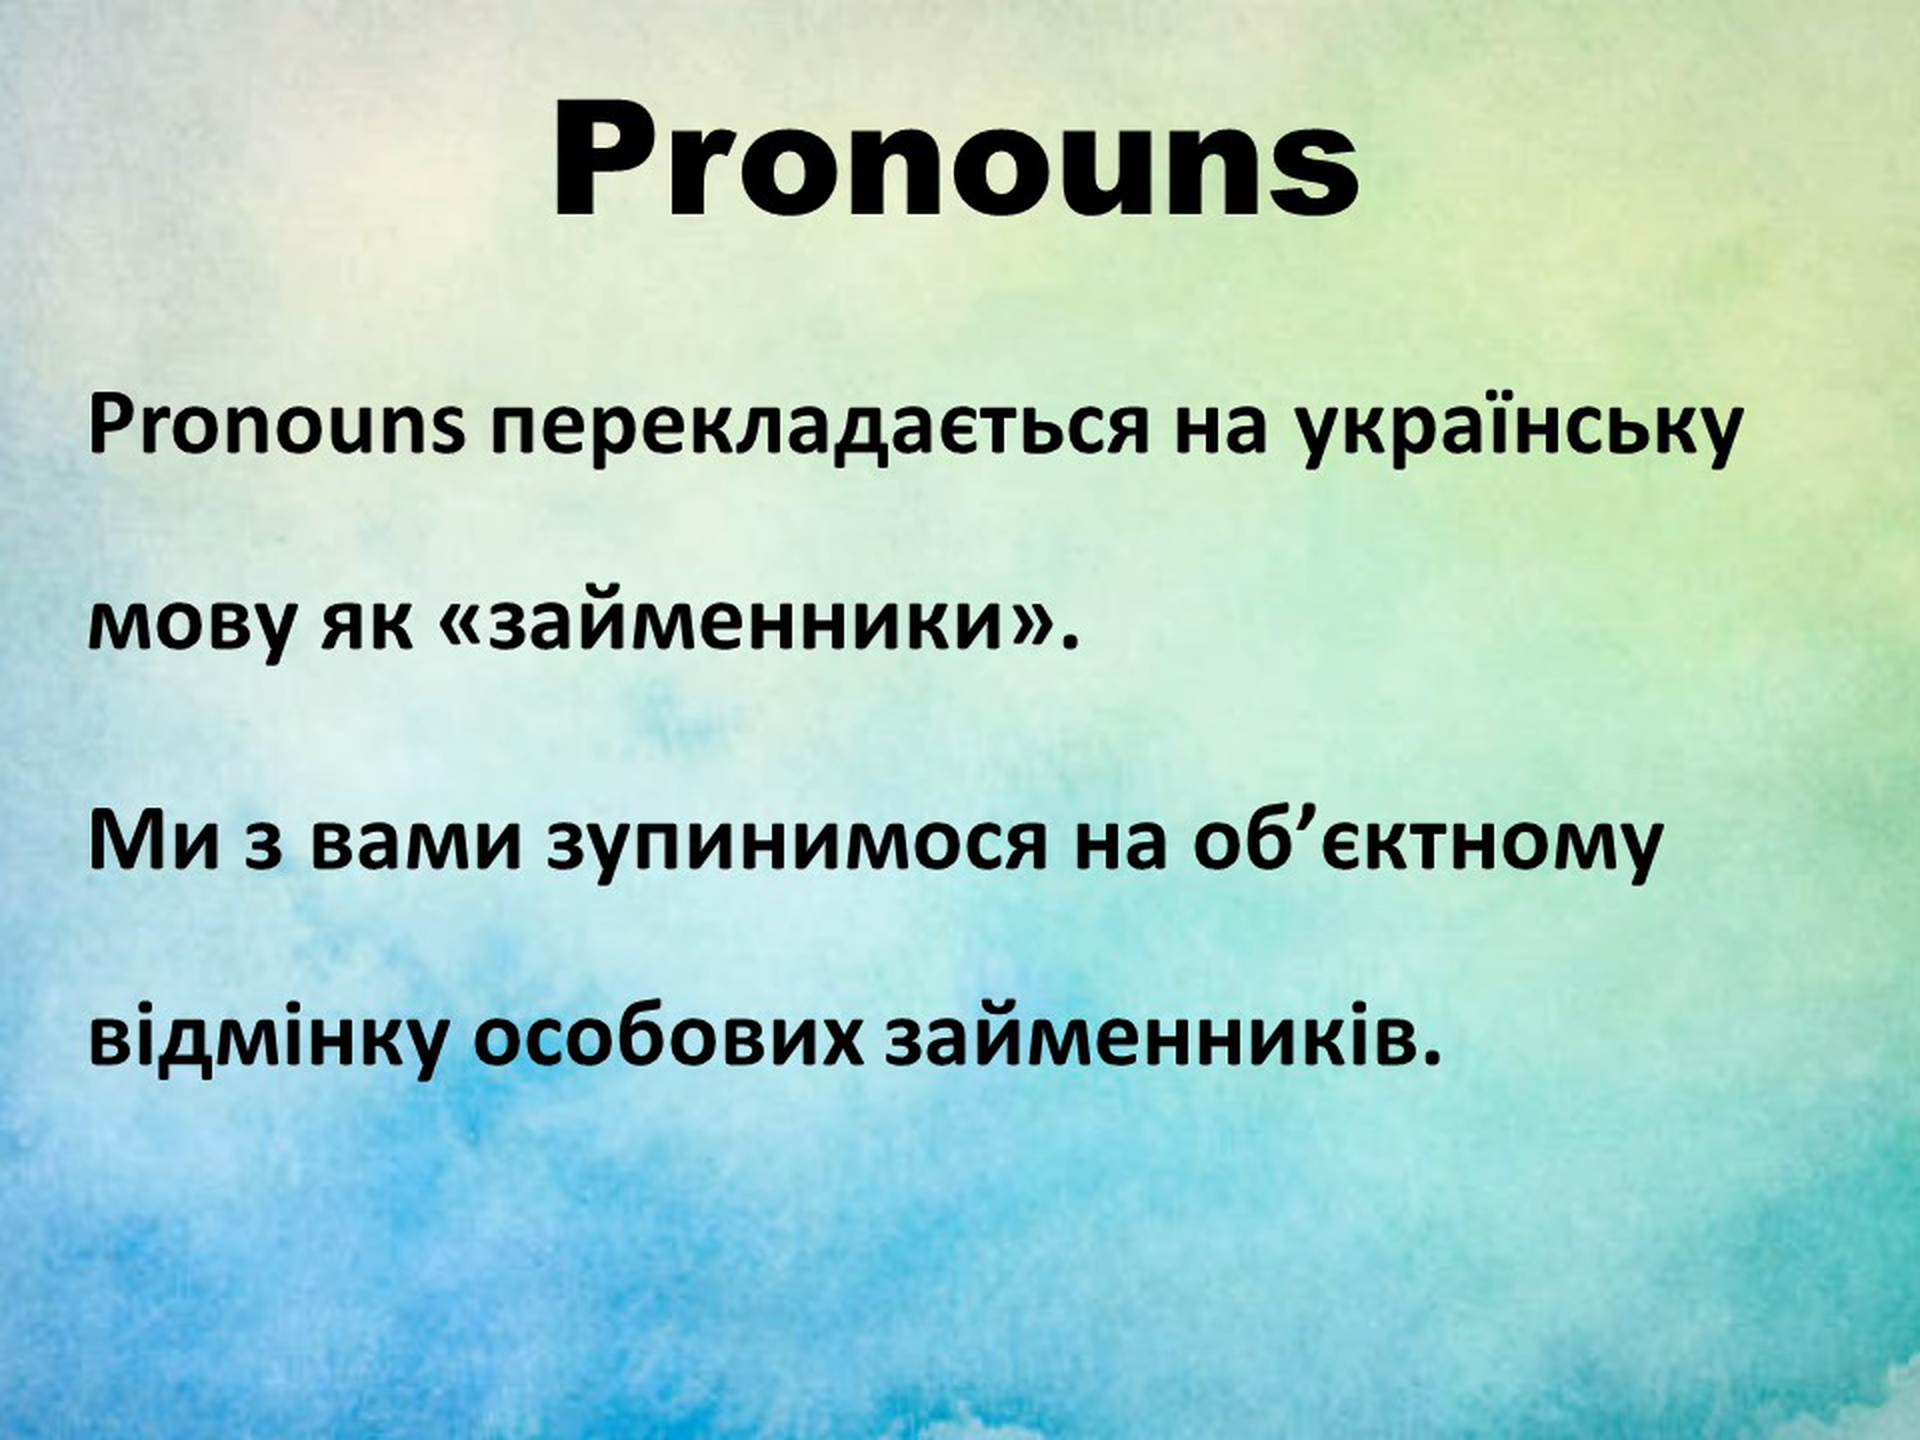 Pronouns
Pronouns перекладається на українську
мову як «займенники».
Ми з вами зупинимося на об’єктному
відмінку особових займенників.